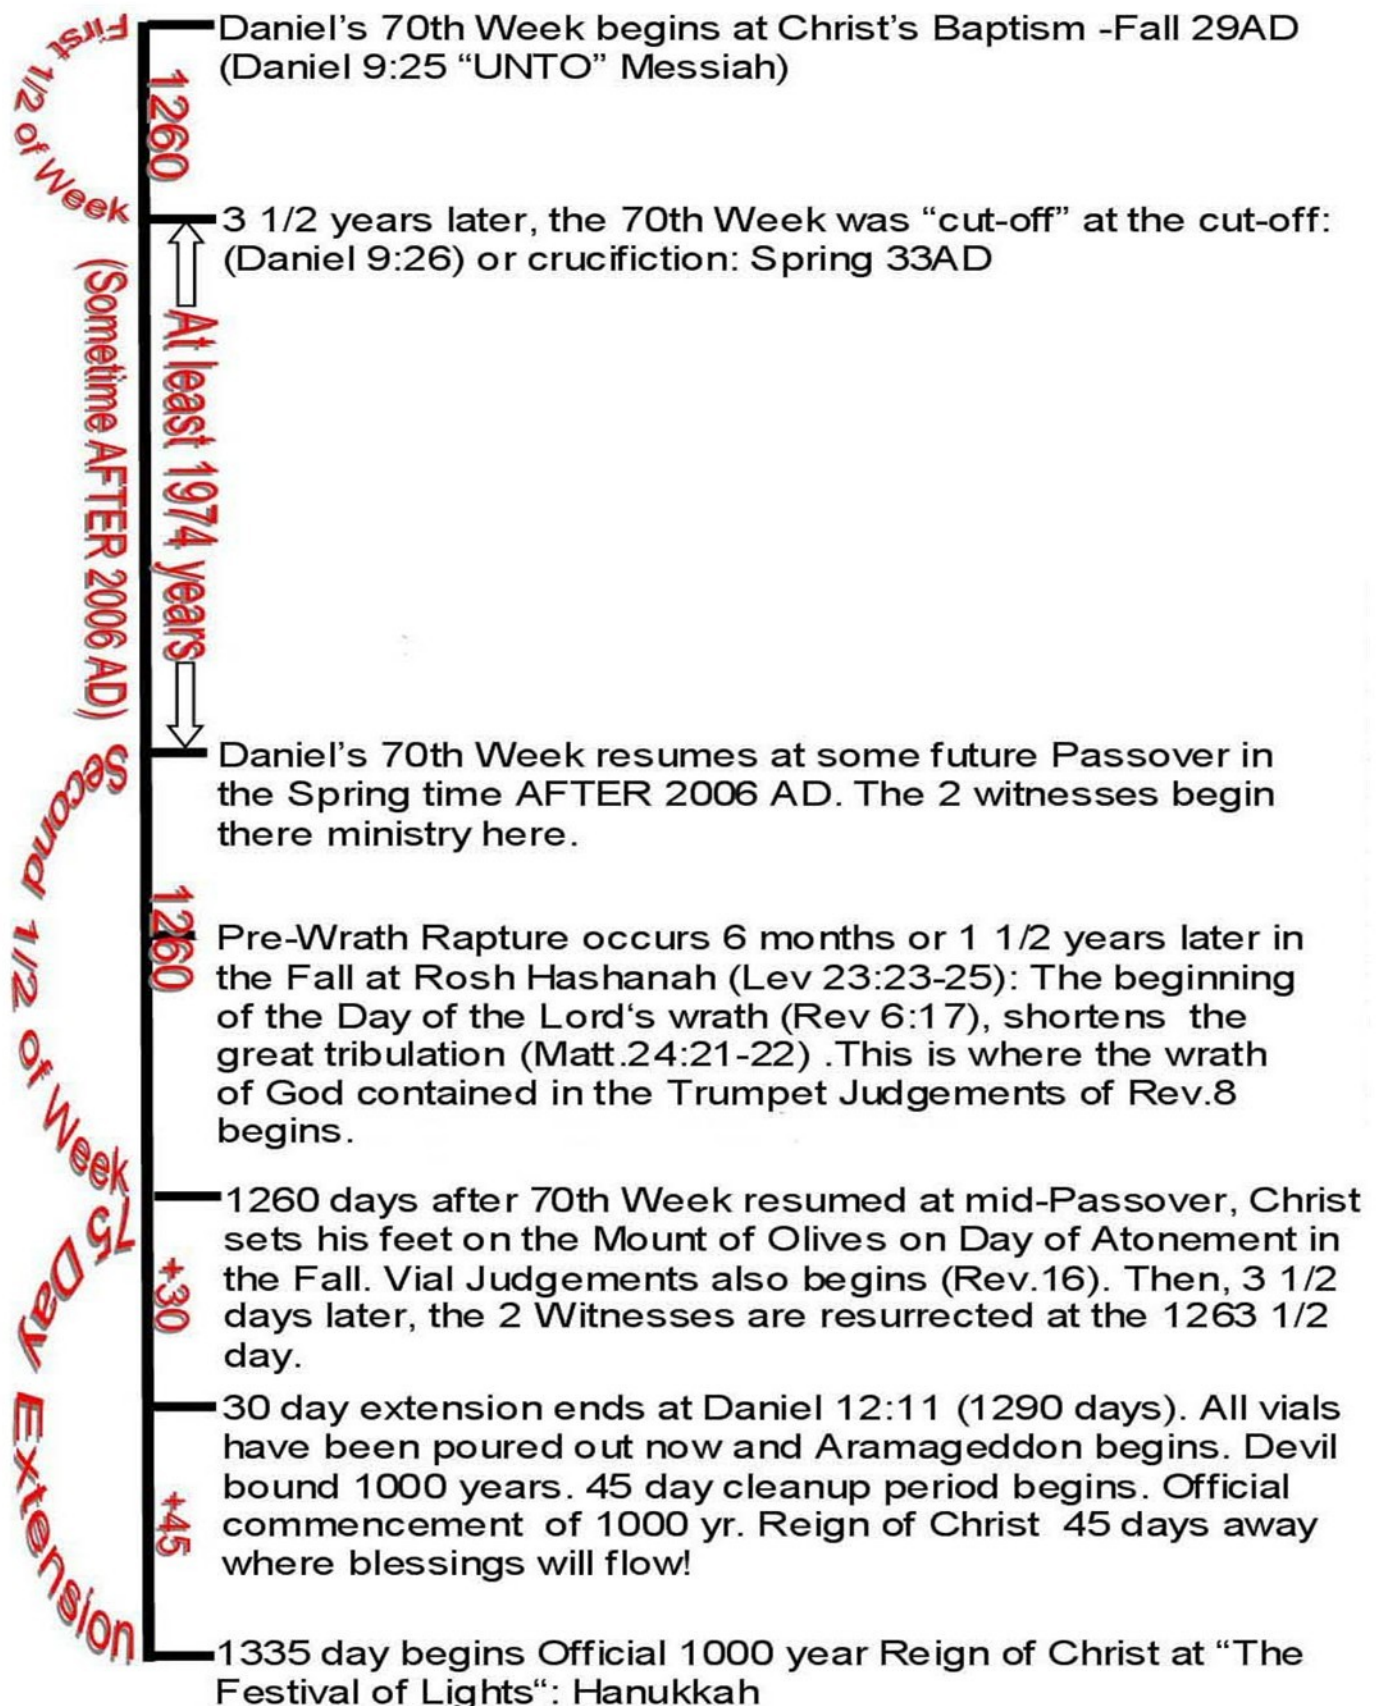 First 1/2 of Week
1260
Daniel’s 70th Week begins at Christ’s Baptism -Fall 29AD
(Daniel 9:25 “UNTO” Messiah)
3 1/2 years later, the 70th Week was “cut-off” at the cut-off:
(Daniel 9:26) or crucifiction: Spring 33AD
(Sometime AFTER 2006 AD)
At least 1974 years
Daniel’s 70th Week resumes at some future Passover in
the Spring time AFTER 2006 AD. The 2 witnesses begin
there ministry here.
Second 1/2 of Week
1260
Pre-Wrath Rapture occurs 6 months or 1 1/2 years later in
the Fall at Rosh Hashanah (Lev 23:23-25): The beginning
of the Day of the Lord‘s wrath (Rev 6:17), shortens the
great tribulation (Matt.24:21-22) .This is where the wrath
of God contained in the Trumpet Judgements of Rev.8
begins.
75 Day Extension
+30
1260 days after 70th Week resumed at mid-Passover, Christ
sets his feet on the Mount of Olives on Day of Atonement in
the Fall. Vial Judgements also begins (Rev.16). Then, 3 1/2
days later, the 2 Witnesses are resurrected at the 1263 1/2
day.
+45
30 day extension ends at Daniel 12:11 (1290 days). All vials
have been poured out now and Aramageddon begins. Devil
bound 1000 years. 45 day cleanup period begins. Official
commencement of 1000 yr. Reign of Christ 45 days away
where blessings will flow!
1335 day begins Official 1000 year Reign of Christ at “The
Festival of Lights“: Hanukkah